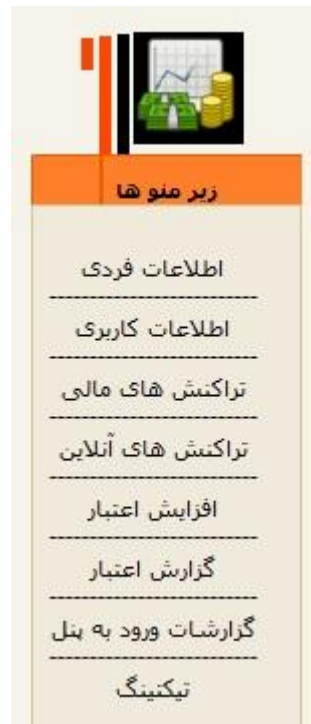 زیر منو ها
اطلاعات فردی
اطلاعات کاربری
تراکنش های مالی
تراکنش های آنلاین
افزایش اعتبار
گزارش اعتبار
گزارشات ورود به پنل
تیکتینگ